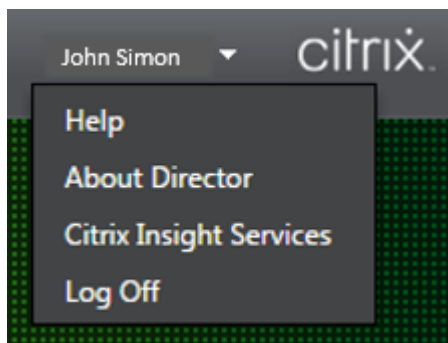 John Simon
citrix
Help
About Director
Citrix Insight Services
Log Off